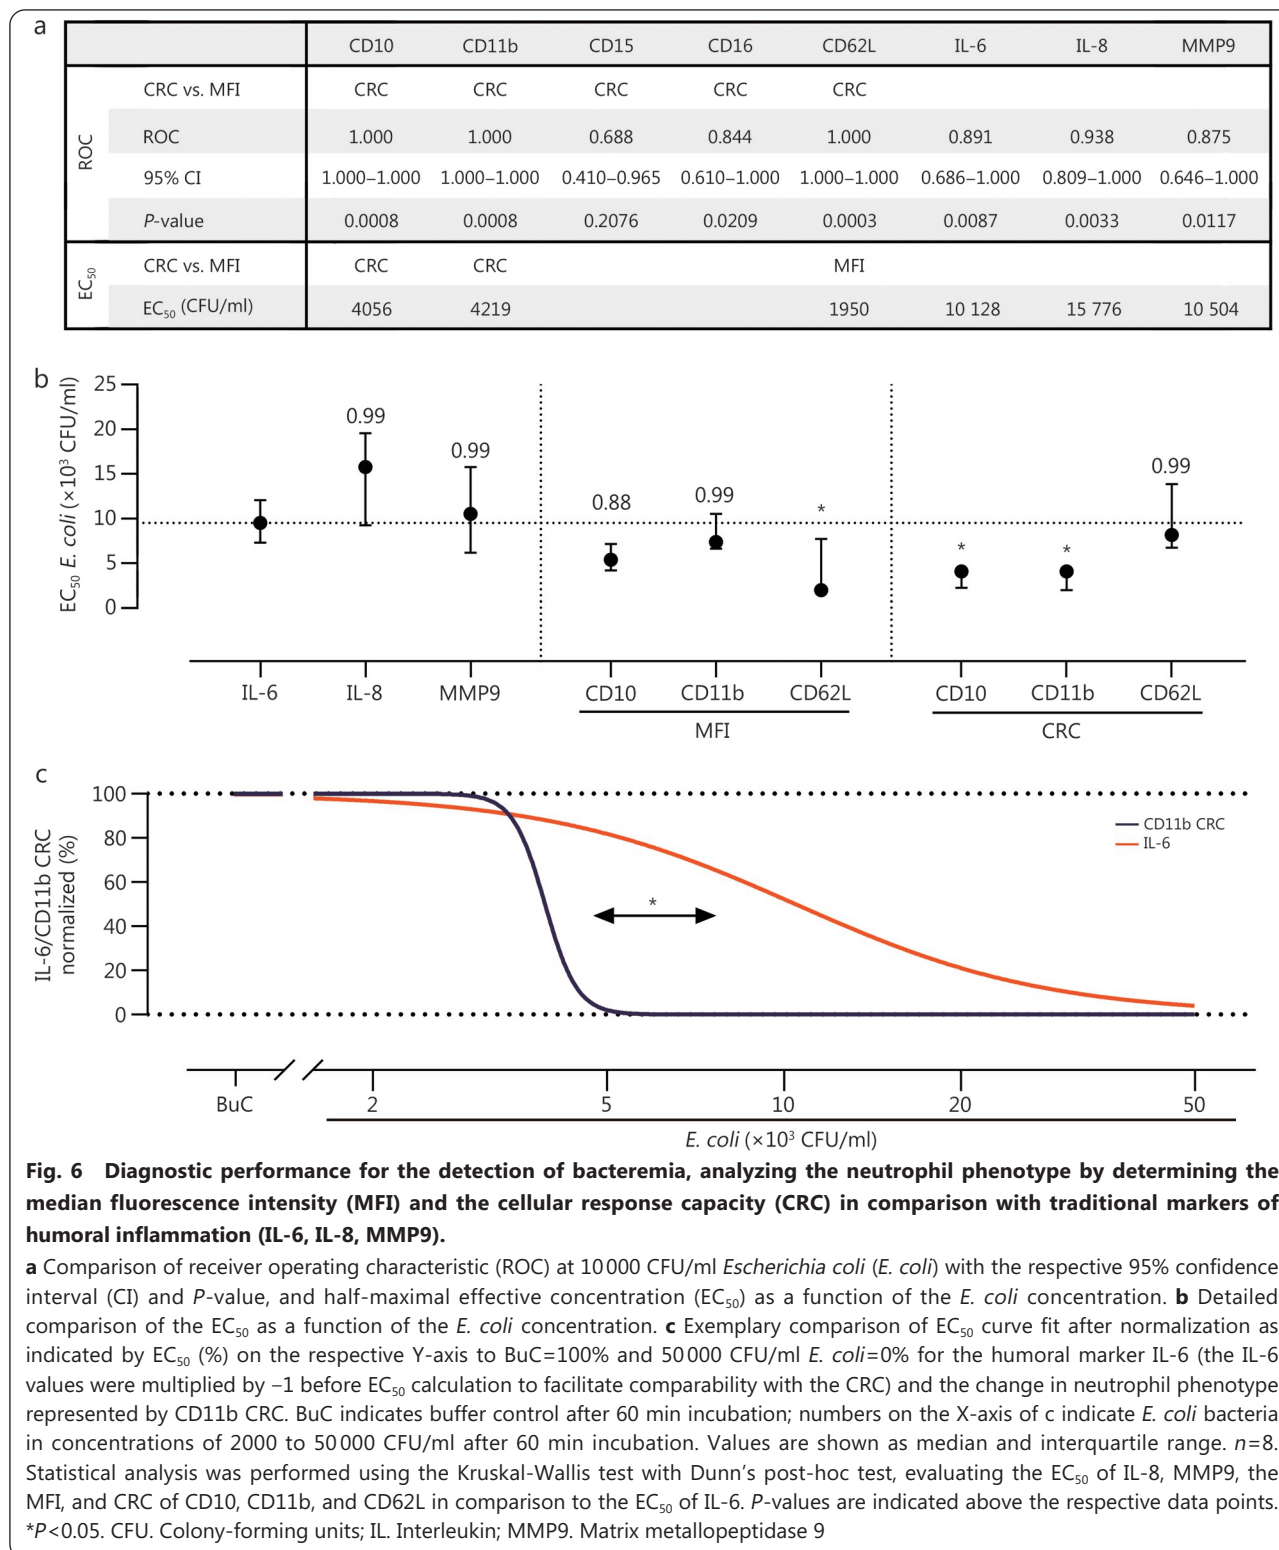 a
CD10 CD11b CD15 CD16 CD62L IL-6 IL-8 MMP9
ROC
CRC vs. MFI CRC CRC CRC CRC CRC
ROC 1.000 1.000 0.688 0.844 1.000 0.891 0.938 0.875
95% CI 1.000–1.000 1.000–1.000 0.410–0.965 0.610–1.000 1.000–1.000 0.686–1.000 0.809–1.000 0.646–1.000
P-value 0.0008 0.0008 0.2076 0.0209 0.0003 0.0087 0.0033 0.0117
EC50
CRC vs. MFI CRC CRC MFI
EC50 (CFU/ml) 4056 4219 1950 10 128 15 776 10 504
b
EC50 E. coli (×10³ CFU/ml)
25
20
15
10
5
0
0.99
0.99
0.88
0.99
*
*
*
0.99
IL-6 IL-8 MMP9 CD10 CD11b CD62L CD10 CD11b CD62L
MFI CRC
c
IL-6/CD11b CRC
normalized (%)
100
80
60
40
20
0
CD11b CRC
IL-6
*
BuC 2 5 10 20 50
E. coli (×10³ CFU/ml)
Fig. 6 Diagnostic performance for the detection of bacteremia, analyzing the neutrophil phenotype by determining the
median fluorescence intensity (MFI) and the cellular response capacity (CRC) in comparison with traditional markers of
humoral inflammation (IL-6, IL-8, MMP9).
a Comparison of receiver operating characteristic (ROC) at 10 000 CFU/ml Escherichia coli (E. coli) with the respective 95% confidence
interval (CI) and P-value, and half-maximal effective concentration (EC50) as a function of the E. coli concentration. b Detailed
comparison of the EC50 as a function of the E. coli concentration. c Exemplary comparison of EC50 curve fit after normalization as
indicated by EC50 (%) on the respective Y-axis to BuC=100% and 50 000 CFU/ml E. coli=0% for the humoral marker IL-6 (the IL-6
values were multiplied by −1 before EC50 calculation to facilitate comparability with the CRC) and the change in neutrophil phenotype
represented by CD11b CRC. BuC indicates buffer control after 60 min incubation; numbers on the X-axis of c indicate E. coli bacteria
in concentrations of 2000 to 50 000 CFU/ml after 60 min incubation. Values are shown as median and interquartile range. n=8.
Statistical analysis was performed using the Kruskal-Wallis test with Dunn's post-hoc test, evaluating the EC50 of IL-8, MMP9, the
MFI, and CRC of CD10, CD11b, and CD62L in comparison to the EC50 of IL-6. P-values are indicated above the respective data points.
*P<0.05. CFU. Colony-forming units; IL. Interleukin; MMP9. Matrix metallopeptidase 9